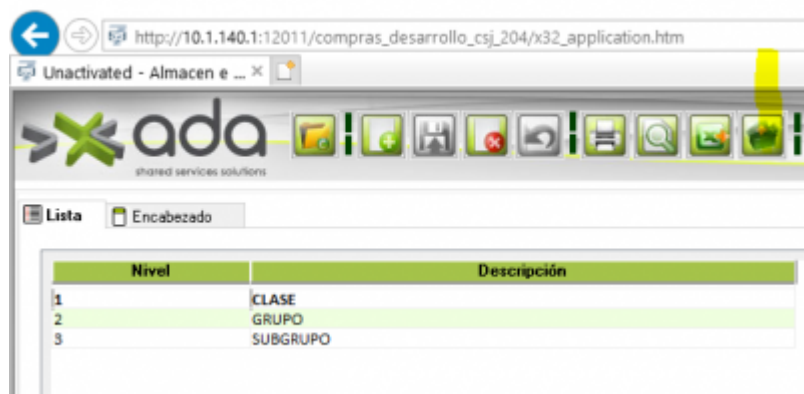 http://10.1.140.1:12011/compras_desarrollo_csj_204/x32_application.htm
Unactivated - Almacen e ...
ada
shared services solutions
Lista Encabezado
Nivel Descripción
1 CLASE
2 GRUPO
3 SUBGRUPO